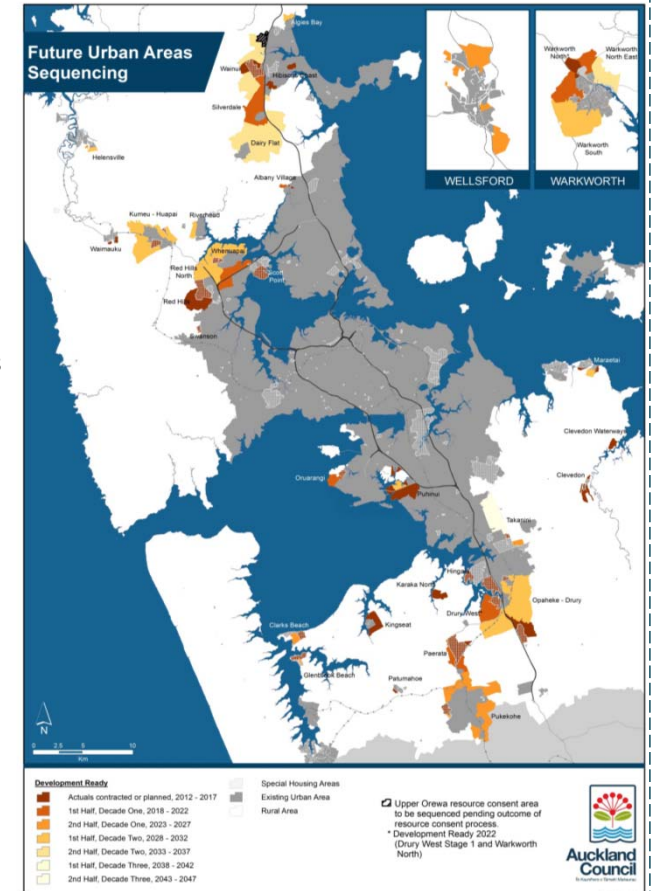 Future Urban Areas
Sequencing
Algies Bay
Wainui
Hibiscus Coast
Silverdale
Dairy Flat
Helensville
Albany Village
Kumeu - Huapai
Riverhead
Waimauku
Whenuapai
Red Hills
North
Scott
Point
Red Hills
Swanson
Warkworth
North*
Warkworth
North East
Warkworth
South
WELLSFORD
WARKWORTH
Maraetai
Clevedon Waterways
Clevedon
Oruarangi
Puhinui
Takanini
Hingaia
Karaka North
Opaheke - Drury
Drury West*
Clarks Beach
Kingseat
Glenbrook Beach
Paerata
Patumahoe
Pukekohe
N
0 2.5 5 10
Km
Development Ready
Actuals contracted or planned, 2012 - 2017
1st Half, Decade One, 2018 - 2022
2nd Half, Decade One, 2023 - 2027
1st Half, Decade Two, 2028 - 2032
2nd Half, Decade Two, 2033 - 2037
1st Half, Decade Three, 2038 - 2042
2nd Half, Decade Three, 2043 - 2047
Special Housing Areas
Existing Urban Area
Rural Area
Upper Orewa resource consent area
to be sequenced pending outcome of
resource consent process.
* Development Ready 2022
(Drury West Stage 1 and Warkworth
North)
Auckland
Council